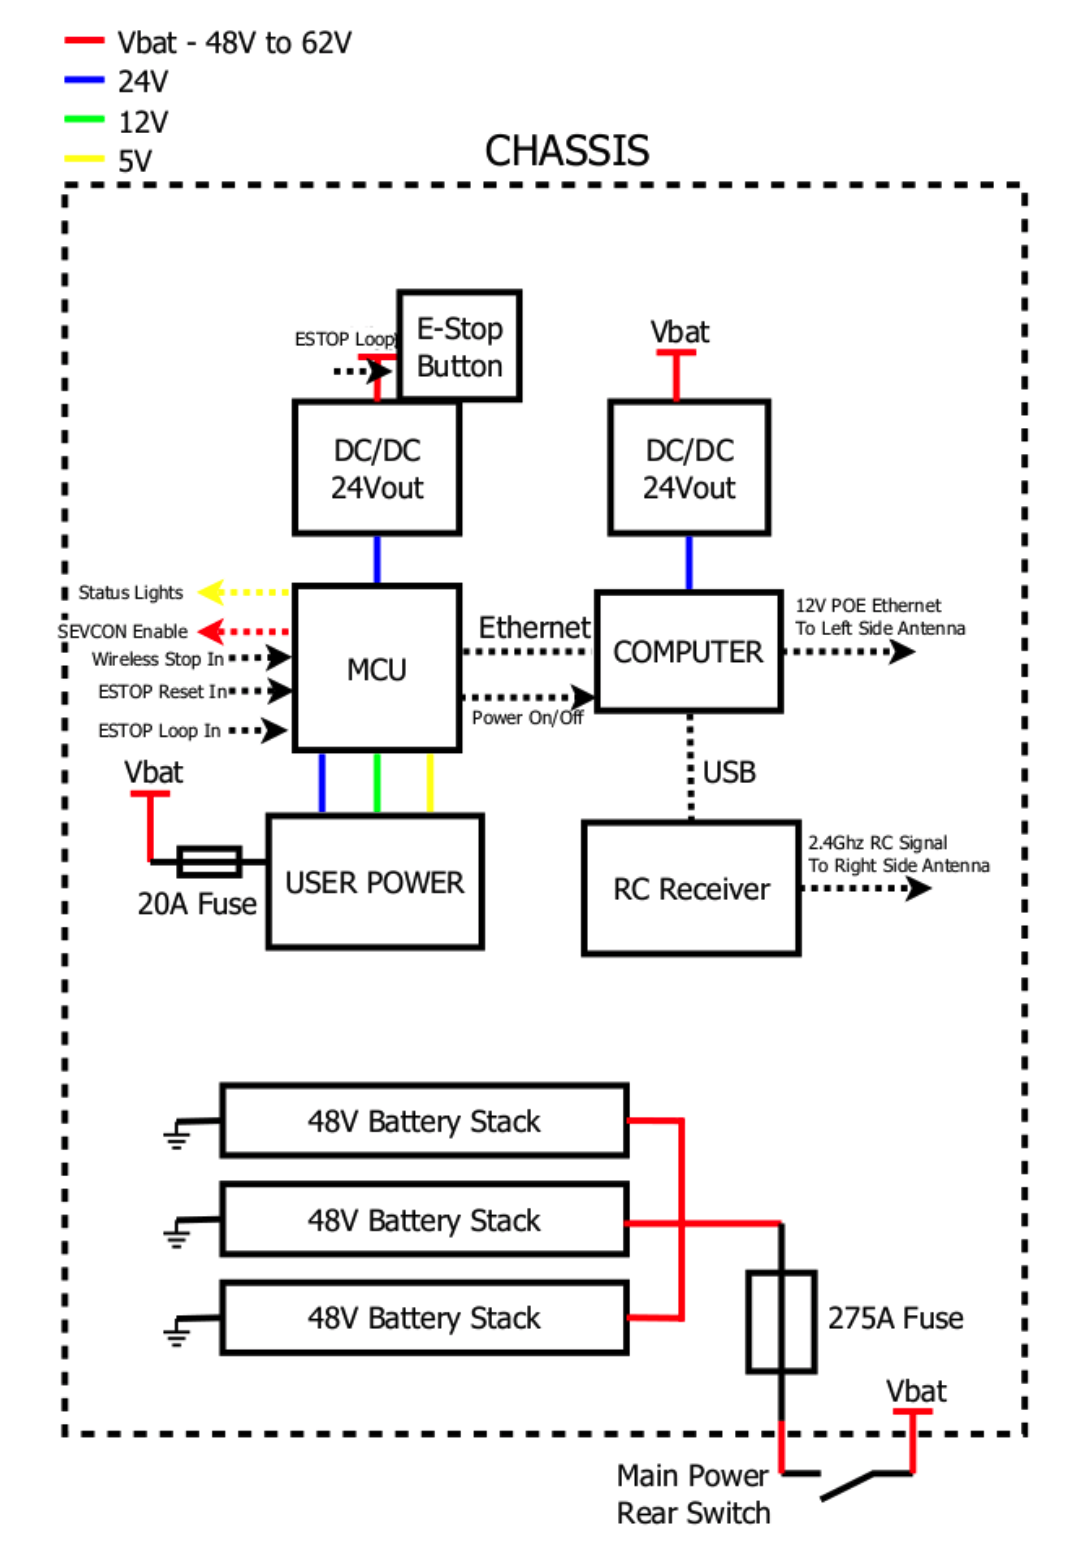 Vbat - 48V to 62V
24V
12V
5V
CHASSIS
ESTOP Loop
E-Stop
Button
Vbat
DC/DC
24Vout
DC/DC
24Vout
Status Lights
SEVCON Enable
Wireless Stop In
ESTOP Reset In
ESTOP Loop In
MCU
Ethernet
Power On/Off
COMPUTER
12V POE Ethernet
To Left Side Antenna
Vbat
20A Fuse
USER POWER
USB
RC Receiver
2.4Ghz RC Signal
To Right Side Antenna
48V Battery Stack
48V Battery Stack
48V Battery Stack
275A Fuse
Vbat
Main Power
Rear Switch